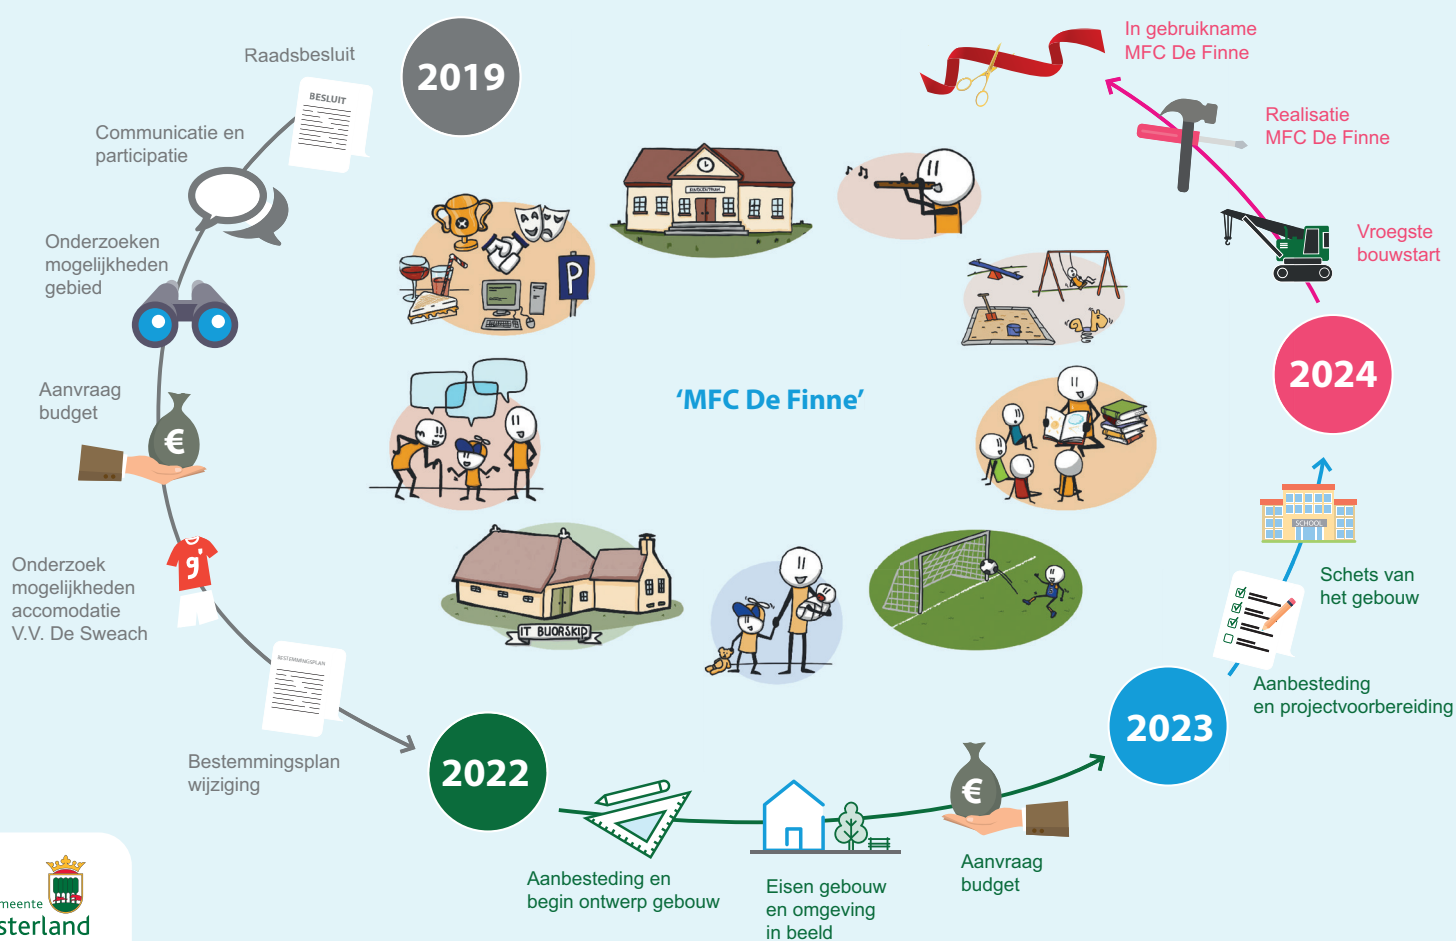 2019
Raadsbesluit
BESLUIT
Communicatie en
participatie
Onderzoeken
mogelijkheden
gebied
Aanvraag
budget
€
Onderzoek
mogelijkheden
accomodatie
V.V. De Sweach
BESTEMMINGSPLAN
Bestemmingsplan
wijziging
2022
Aanbesteding en
begin ontwerp gebouw
Eisen gebouw
en omgeving
in beeld
€
Aanvraag
budget
2023
Aanbesteding
en projectvoorbereiding
SCHOOL
Schets van
het gebouw
2024
Vroegste
bouwstart
Realisatie
MFC De Finne
In gebruikname
MFC De Finne
'MFC De Finne'
P
IT BUORSKIP
meente
sterland